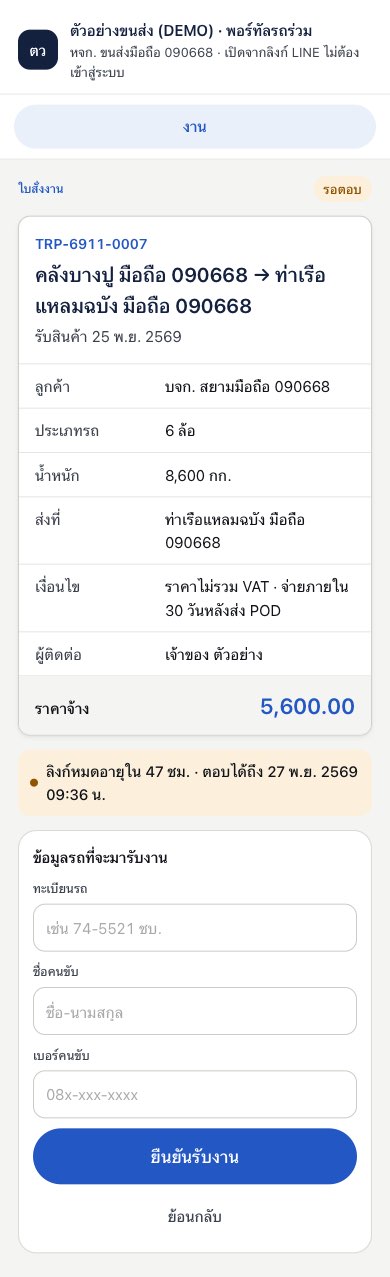 ตว
ตัวอย่างขนส่ง (DEMO) · พอร์ทัลรถร่วม
หจก. ขนส่งมือถือ 090668 · เปิดจากลิงก์ LINE ไม่ต้อง
เข้าสู่ระบบ
งาน
ใบสั่งงาน
รอตอบ
TRP-6911-0007
คลังบางปู มือถือ 090668 → ท่าเรือ
แหลมฉบัง มือถือ 090668
รับสินค้า 25 พ.ย. 2569
ลูกค้า บจก. สยามมือถือ 090668
ประเภทรถ 6 ล้อ
น้ำหนัก 8,600 กก.
ส่งที่ ท่าเรือแหลมฉบัง มือถือ
090668
เงื่อนไข ราคาไม่รวม VAT · จ่ายภายใน
30 วันหลังส่ง POD
ผู้ติดต่อ เจ้าของ ตัวอย่าง
ราคาจ้าง 5,600.00
ลิงก์หมดอายุใน 47 ชม. · ตอบได้ถึง 27 พ.ย. 2569
09:36 น.
ข้อมูลรถที่จะมารับงาน
ทะเบียนรถ
เช่น 74-5521 ชบ.
ชื่อคนขับ
ชื่อ-นามสกุล
เบอร์คนขับ
08x-xxx-xxxx
ยืนยันรับงาน
ย้อนกลับ